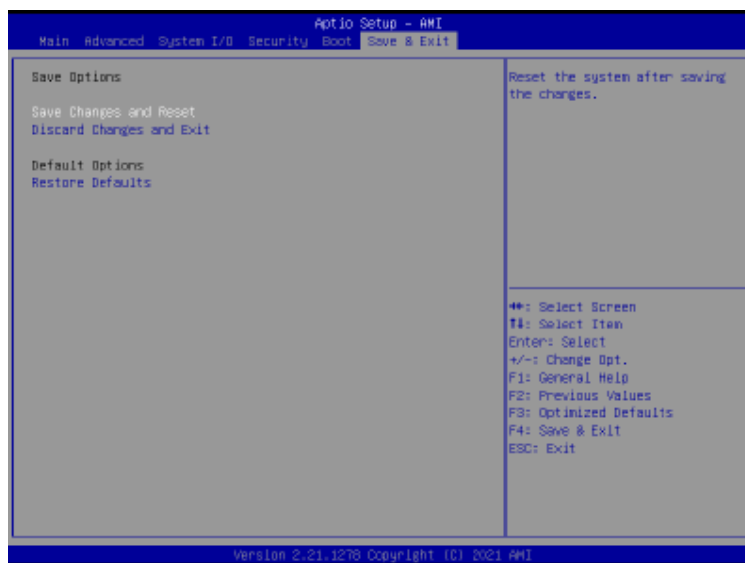 Aptio Setup - AMI
Main Advanced System I/O Security Boot Save & Exit
Save Options
Save Changes and Reset
Discard Changes and Exit
Default Options
Restore Defaults
Reset the system after saving
the changes.
: Select Screen
: Select Item
Enter: Select
+/-: Change Opt.
F1: General Help
F2: Previous Values
F3: Optimized Defaults
F4: Save & Exit
ESC: Exit
Version 2.21.1278 Copyright (C) 2021 AMI